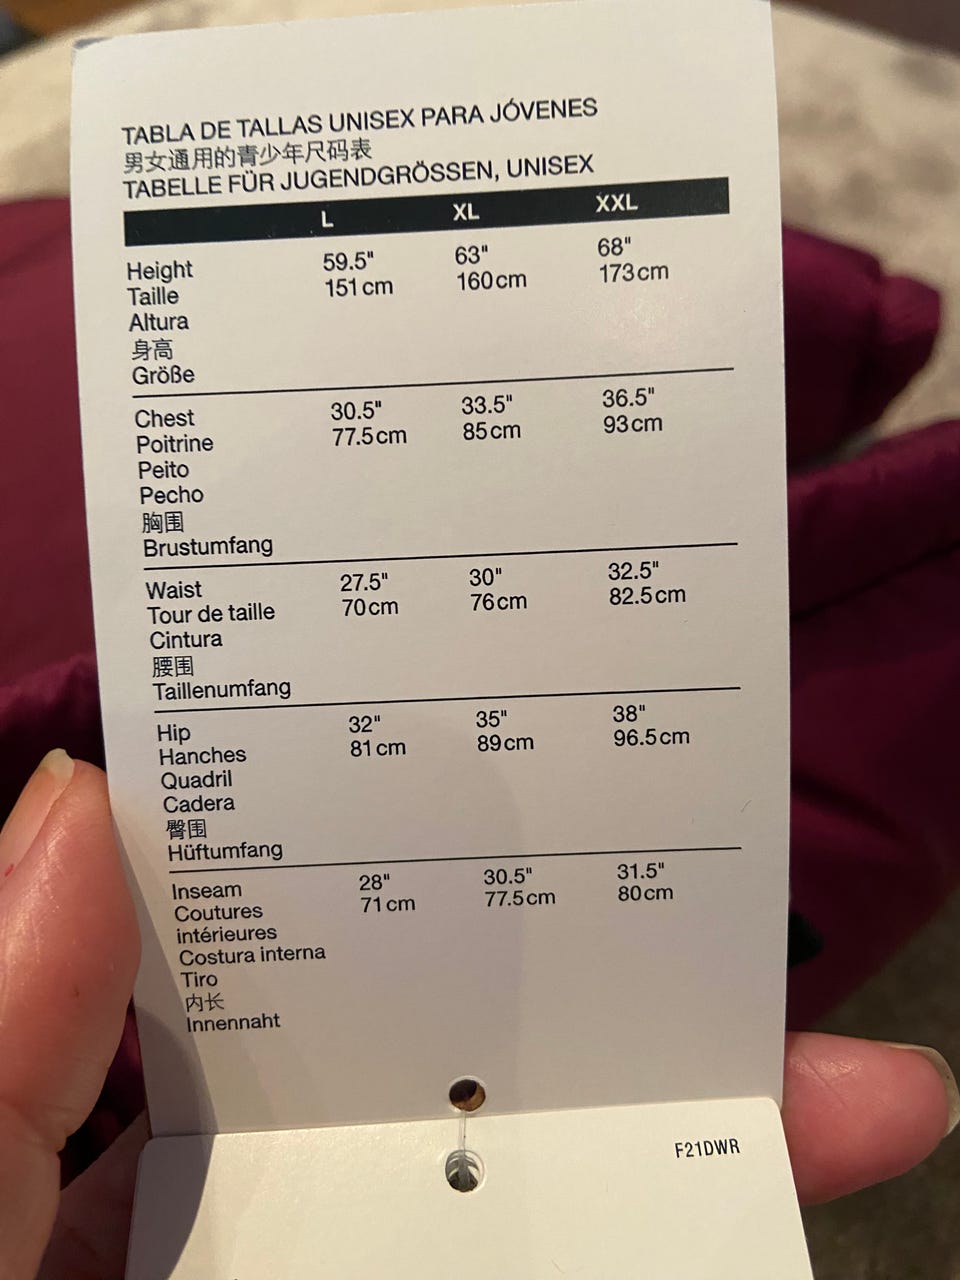 TABLA DE TALLAS UNISEX PARA JÓVENES
男女通用的青少年尺码表
TABELLE FÜR JUGENDGRÖSSEN, UNISEX
L XL XXL
Height 59.5" 63" 68"
Taille 151 cm 160 cm 173 cm
Altura
身高
Größe
Chest 30.5" 33.5" 36.5"
Poitrine 77.5 cm 85 cm 93 cm
Peito
Pecho
胸围
Brustumfang
Waist 27.5" 30" 32.5"
Tour de taille 70 cm 76 cm 82.5 cm
Cintura
腰围
Taillenumfang
Hip 32" 35" 38"
Hanches 81 cm 89 cm 96.5 cm
Quadril
Cadera
臀围
Hüftumfang
Inseam 28" 30.5" 31.5"
Coutures 71 cm 77.5 cm 80 cm
intérieures
Costura interna
Tiro
内长
Innennaht
F21DWR